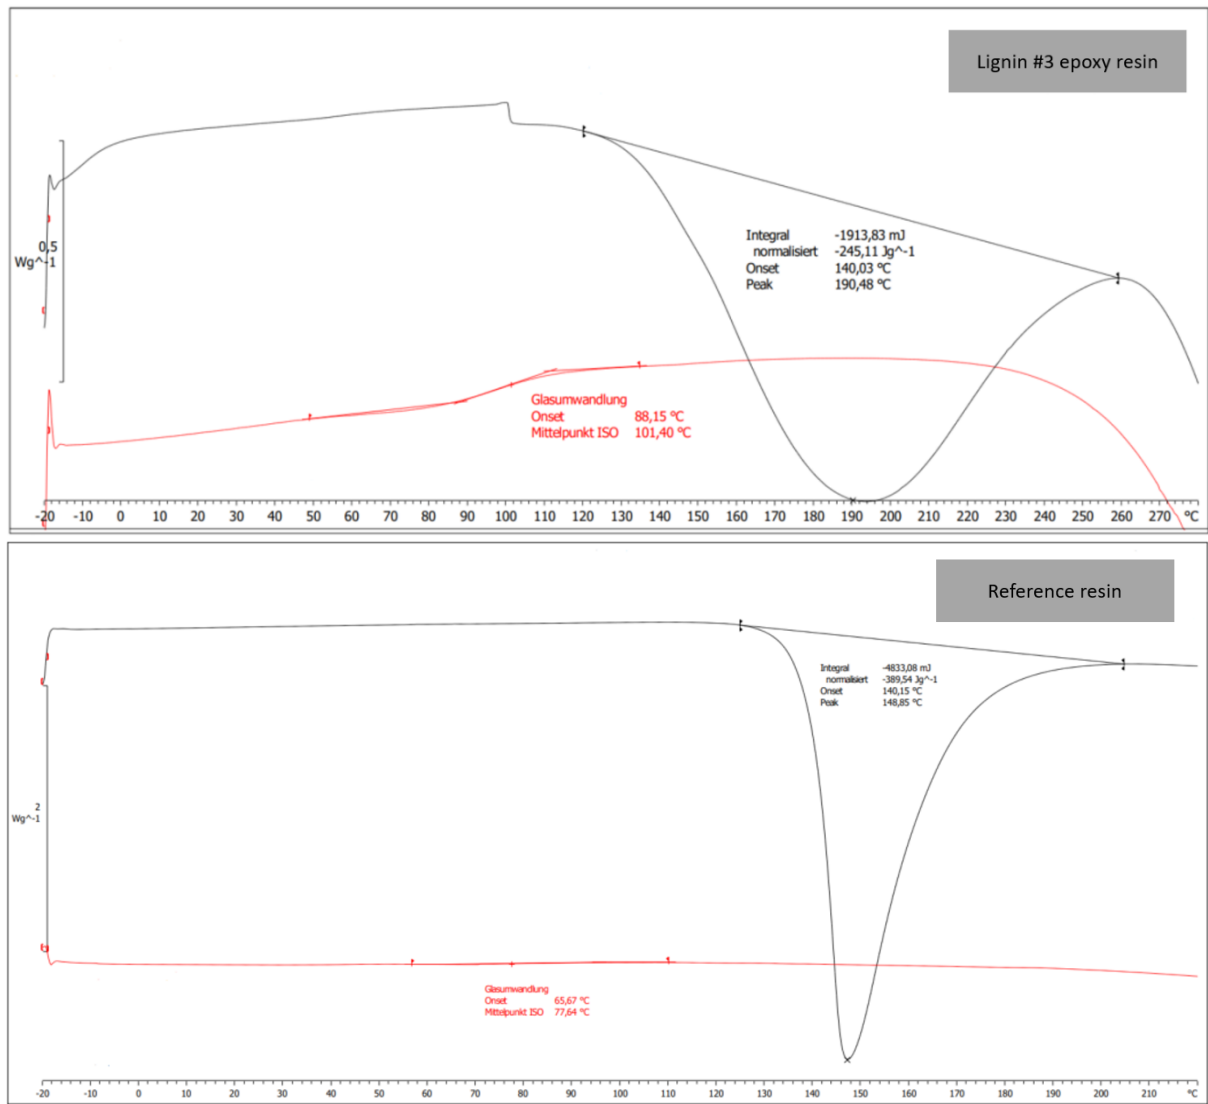 Lignin #3 epoxy resin
0,5
Wg^-1
Integral -1913,83 mJ
normalisiert -245,11 Jg^-1
Onset 140,03 °C
Peak 190,48 °C
Glasumwandlung
Onset 88,15 °C
Mittelpunkt ISO 101,40 °C
-20 -10 0 10 20 30 40 50 60 70 80 90 100 110 120 130 140 150 160 170 180 190 200 210 220 230 240 250 260 270 °C
Reference resin
Integral -4833,08 mJ
normalisiert -389,54 Jg^-1
Onset 140,15 °C
Peak 148,85 °C
2
Wg^-1
Glasumwandlung
Onset 65,67 °C
Mittelpunkt ISO 77,64 °C
-20 -10 0 10 20 30 40 50 60 70 80 90 100 110 120 130 140 150 160 170 180 190 200 210 °C